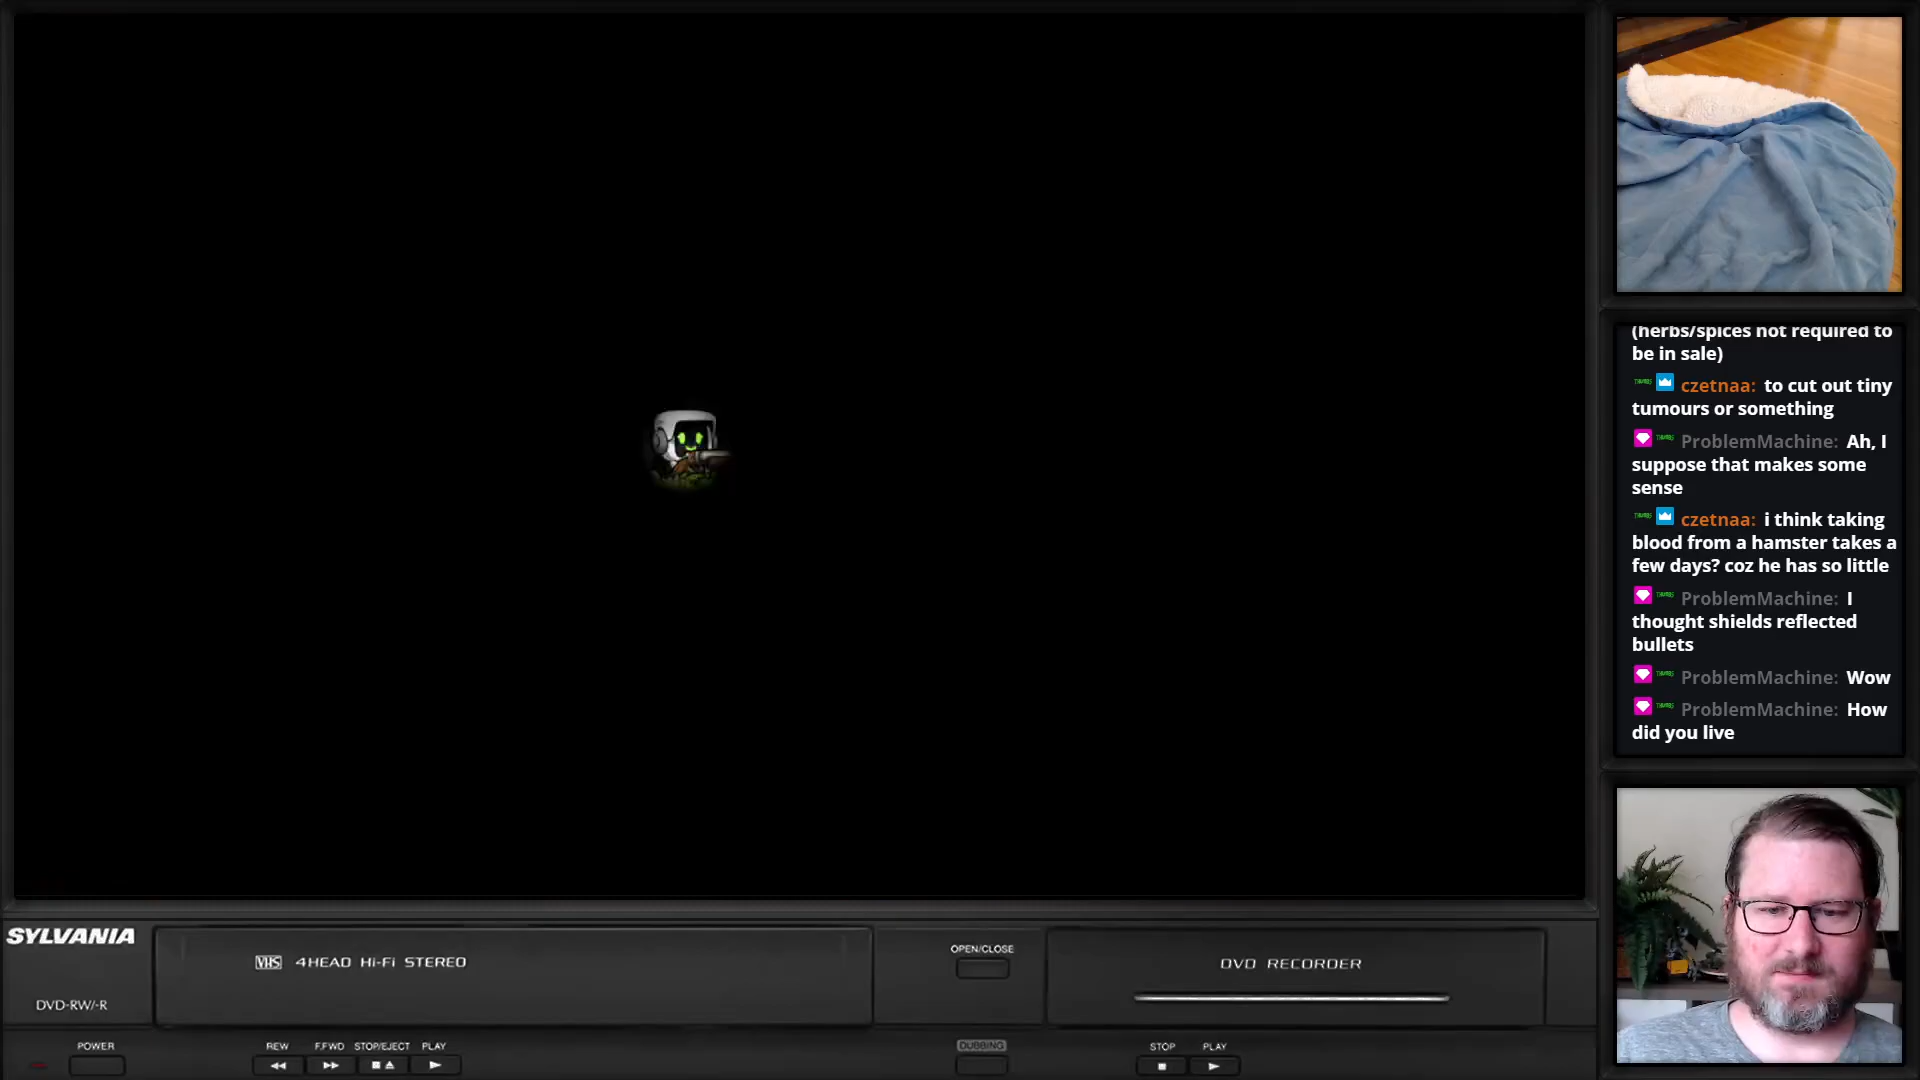 (herbs/spices not required to
be in sale)
czetnaa: to cut out tiny
tumours or something
ProblemMachine: Ah, I
suppose that makes some
sense
czetnaa: i think taking
blood from a hamster takes a
few days? coz he has so little
ProblemMachine: I
thought shields reflected
bullets
ProblemMachine: Wow
ProblemMachine: How
did you live
SYLVANIA
VHS 4HEAD Hi-Fi STEREO
DVD-RW/-R
OPEN/CLOSE
DVD RECORDER
POWER
REW F.FWD STOP/EJECT PLAY
DUBBING
STOP PLAY